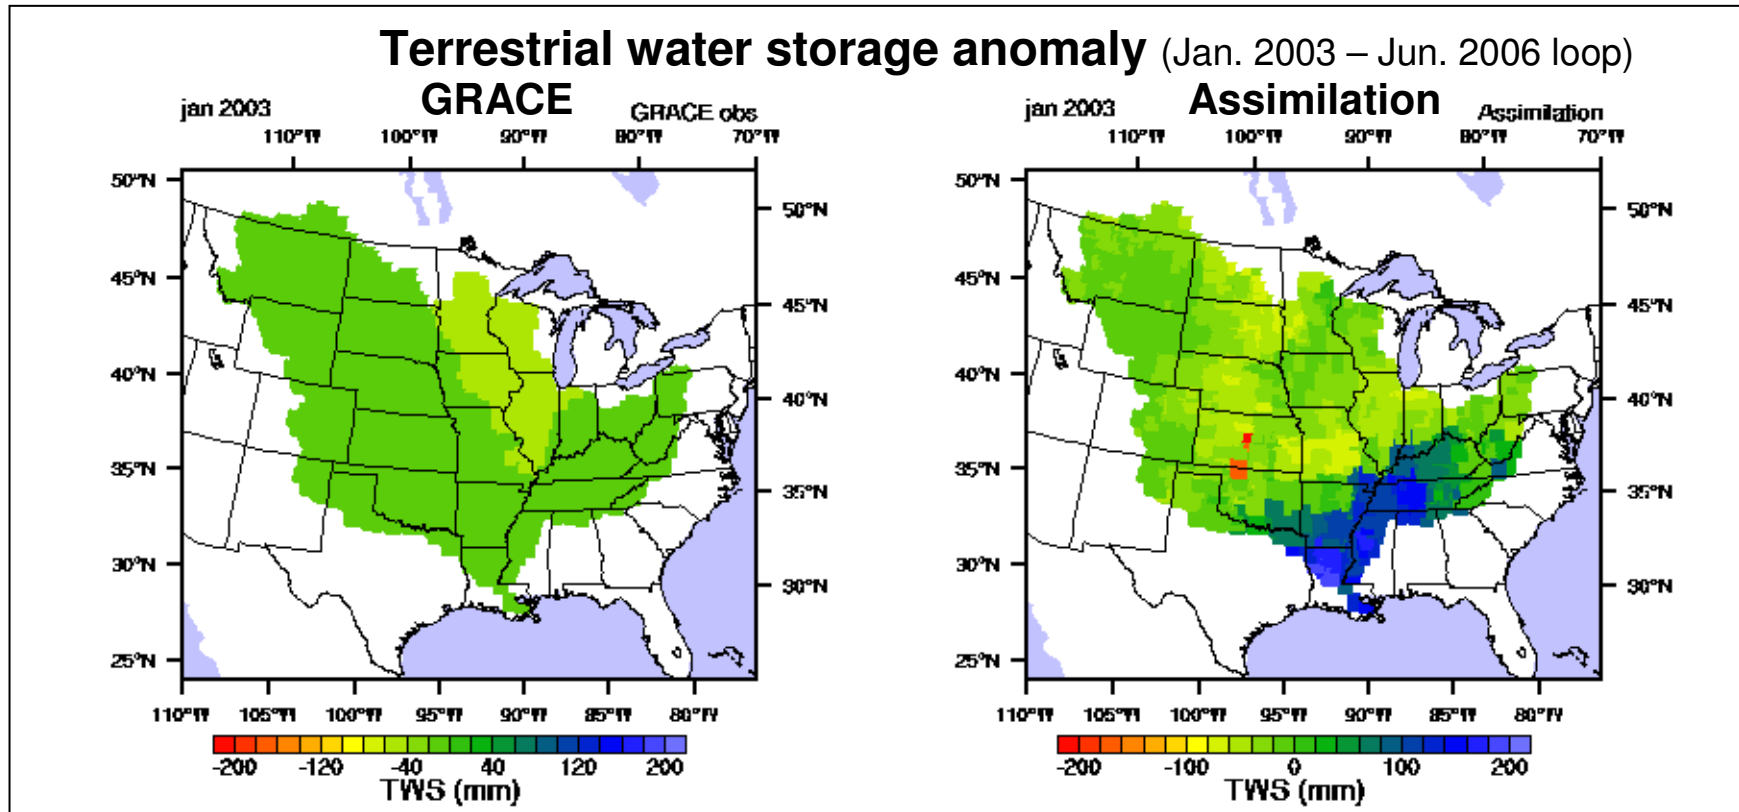 Terrestrial water storage anomaly (Jan. 2003 – Jun. 2006 loop)
GRACE
Assimilation
jan 2003
GRACE obs
110°W 100°W 90°W 80°W 70°W
50°N
45°N
40°N
35°N
30°N
25°N
50°N
45°N
40°N
35°N
30°N
110°W 105°W 100°W 95°W 90°W 85°W 80°W
-200 -120 -40 40 120 200
TWS (mm)
jan 2003
Assimilation
110°W 100°W 90°W 80°W 70°W
50°N
45°N
40°N
35°N
30°N
25°N
50°N
45°N
40°N
35°N
30°N
110°W 105°W 100°W 95°W 90°W 85°W 80°W
-200 -100 0 100 200
TWS (mm)